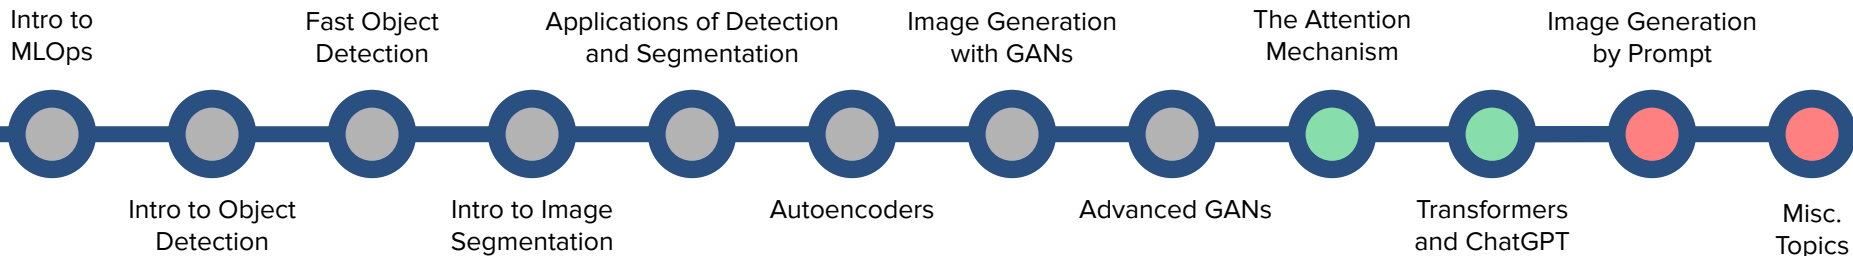 Intro to
MLOps
Intro to Object
Detection
Fast Object
Detection
Intro to Image
Segmentation
Applications of Detection
and Segmentation
Autoencoders
Image Generation
with GANs
Advanced GANs
The Attention
Mechanism
Transformers
and ChatGPT
Image Generation
by Prompt
Misc.
Topics